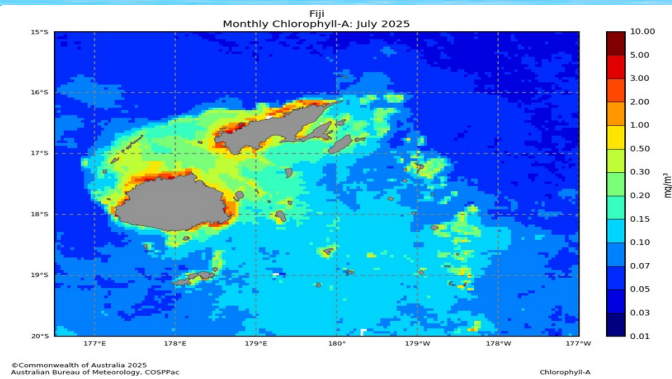 Fiji
Monthly Chlorophyll-A: July 2025
15°S
16°S
17°S
18°S
19°S
20°S
177°E
178°E
179°E
180°
178°W
177°W
10.00
5.00
3.00
2.00
1.00
0.50
0.30
0.20
0.15
0.10
0.07
0.05
0.03
0.01
mg/m³
©Commonwealth of Australia 2025
Australian Bureau of Meteorology, COSPPac
Chlorophyll-A